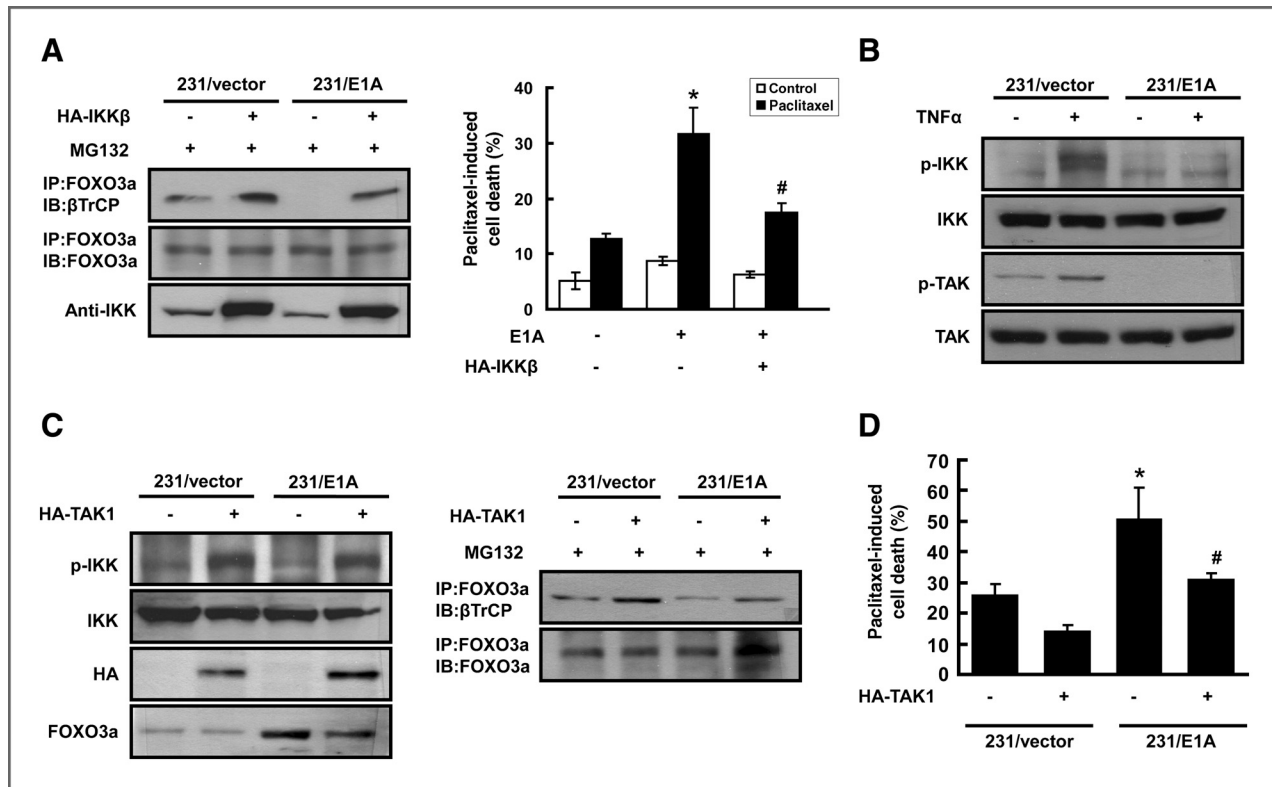 A
231/vector 231/E1A
HA-IKKβ - + - +
MG132 + + + +
IP:FOXO3a
IB:βTrCP
IP:FOXO3a
IB:FOXO3a
Anti-IKK
Paclitaxel-induced
cell death (%)
40
30
20
10
0
Control
Paclitaxel
*
#
E1A - + +
HA-IKKβ - - +
B
231/vector 231/E1A
TNFα - + - +
p-IKK
IKK
p-TAK
TAK
C
231/vector 231/E1A
HA-TAK1 - + - +
p-IKK
IKK
HA
FOXO3a
231/vector 231/E1A
HA-TAK1 - + - +
MG132 + + + +
IP:FOXO3a
IB:βTrCP
IP:FOXO3a
IB:FOXO3a
D
Paclitaxel-induced
cell death (%)
70
60
50
40
30
20
10
0
*
#
HA-TAK1 - + - +
231/vector 231/E1A